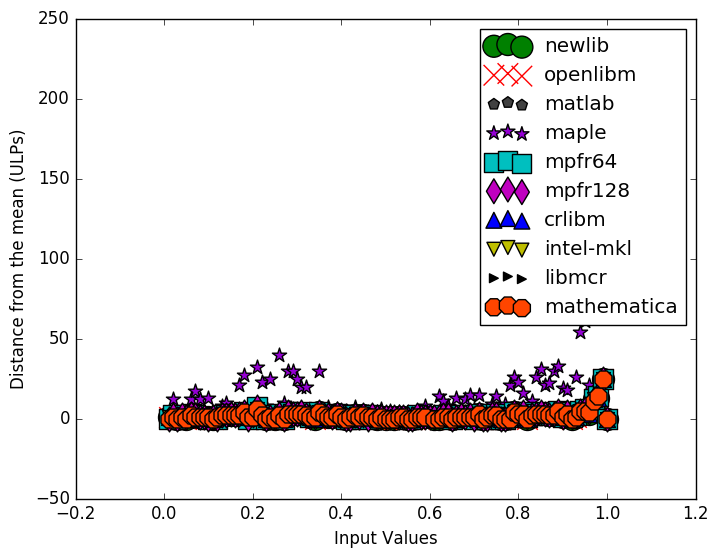 250
200
150
100
50
0
−50
Distance from the mean (ULPs)
newlib
openlibm
matlab
maple
mpfr64
mpfr128
crlibm
intel-mkl
libmcr
mathematica
−0.2 0.0 0.2 0.4 0.6 0.8 1.0 1.2
Input Values